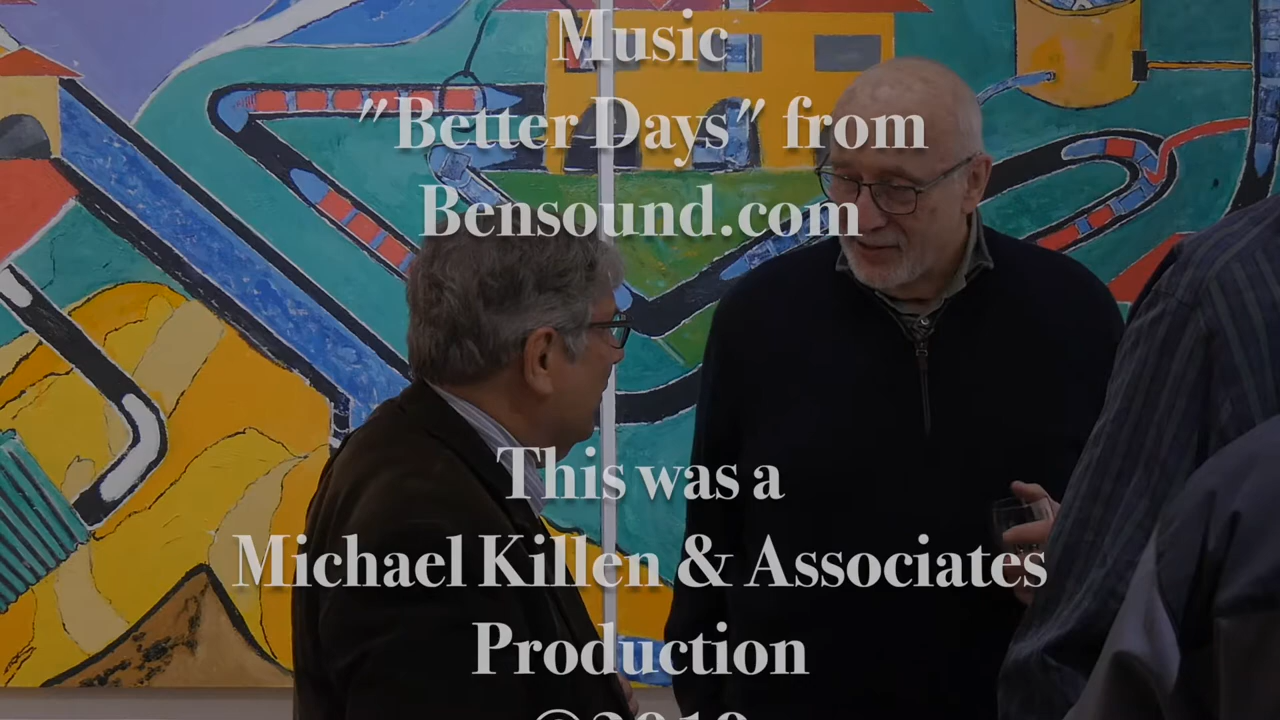 Music
"Better Days" from
Bensound.com
This was a
Michael Killen & Associates
Production